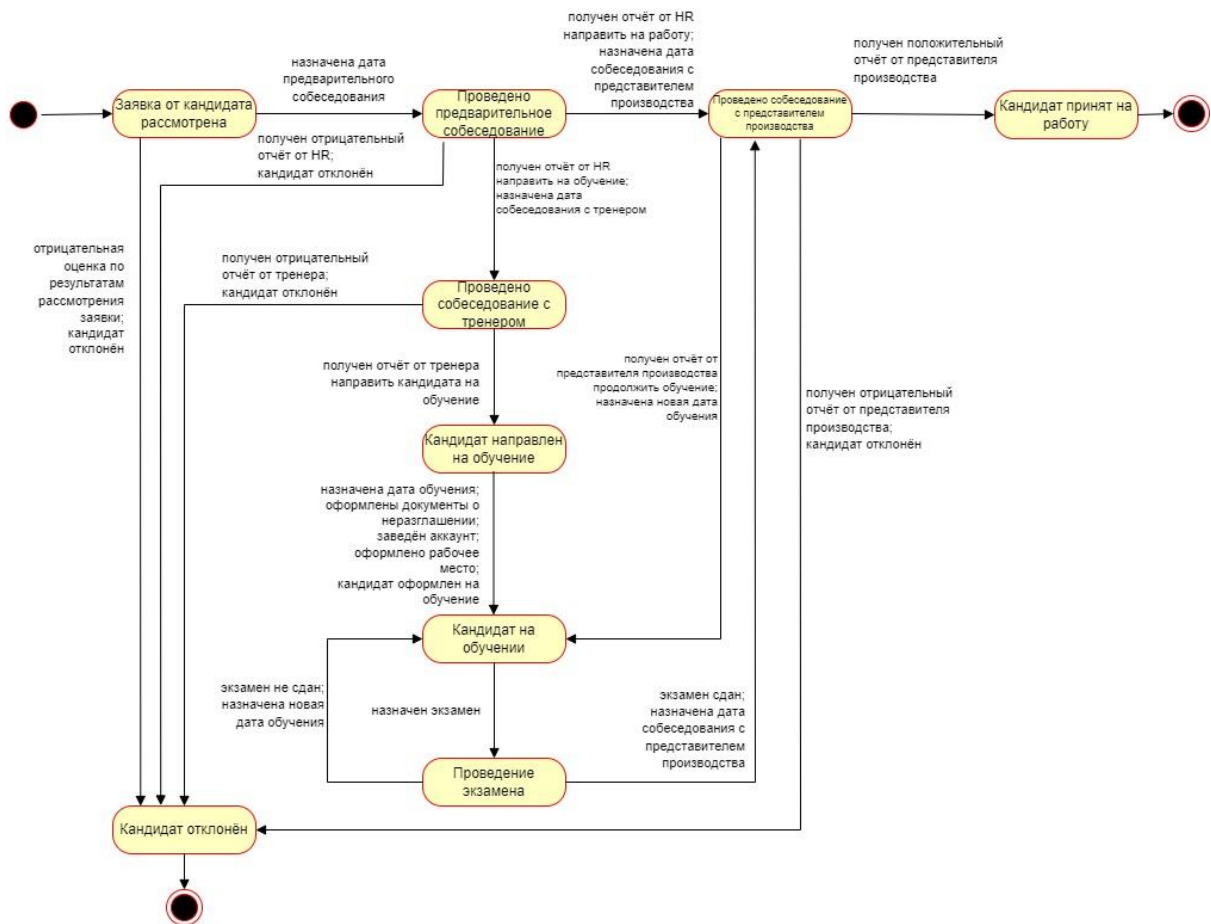 получен отчёт от HR
направить на работу;
назначена дата
собеседования с
представителем
производства
назначена дата
предварительного
собеседования
получен положительный
отчёт от представителя
производства
Заявка от кандидата
рассмотрена
Проведено
предварительное
собеседование
Проведено собеседование
с представителем
производства
Кандидат принят на
работу
получен отрицательный
отчёт от HR;
кандидат отклонён
получен отчёт от HR
направить на обучение;
назначена дата
собеседования с тренером
отрицательная
оценка по
результатам
рассмотрения
заявки;
кандидат
отклонён
получен отрицательный
отчёт от тренера;
кандидат отклонён
Проведено
собеседование с
тренером
получен отчёт от тренера
направить кандидата на
обучение
получен отчёт от
представителя производства
продолжить обучение;
назначена новая дата
обучения
получен отрицательный
отчёт от представителя
производства;
кандидат отклонён
Кандидат направлен
на обучение
назначена дата обучения;
оформлены документы о
неразглашении;
заведён аккаунт;
оформлено рабочее
место;
кандидат оформлен на
обучение
Кандидат на
обучении
экзамен не сдан;
назначена новая
дата обучения
назначен экзамен
экзамен сдан;
назначена дата
собеседования с
представителем
производства
Проведение
экзамена
Кандидат отклонён